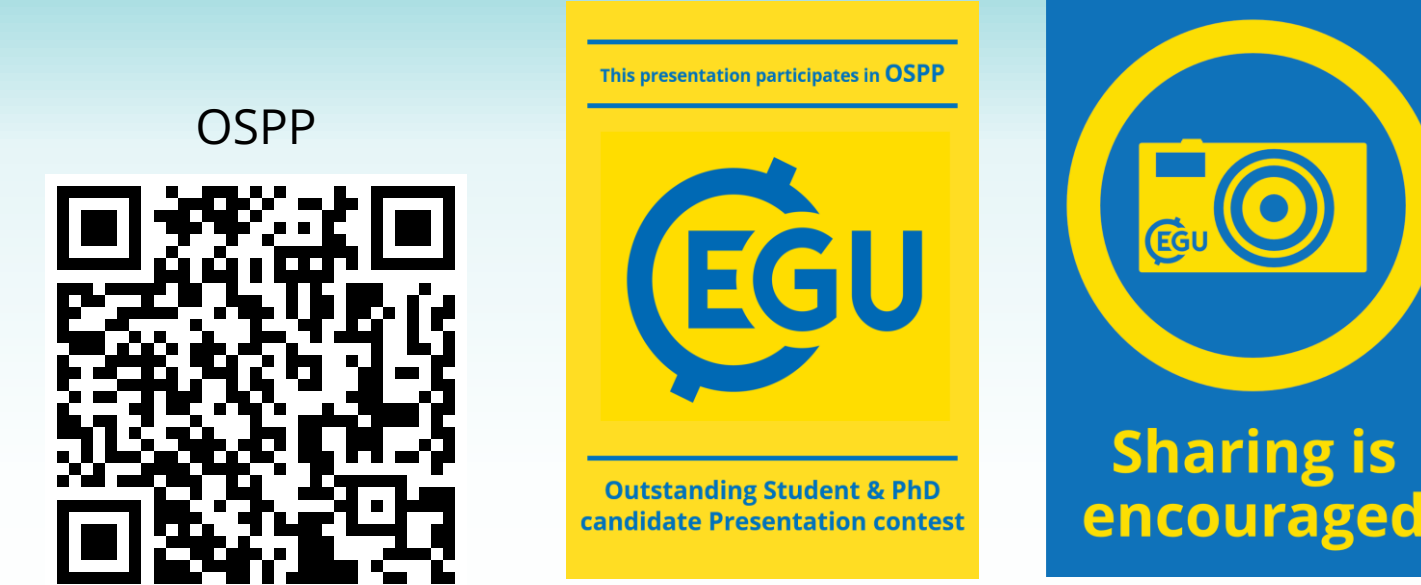 OSPP
This presentation participates in OSPP
EGU
Outstanding Student & PhD
candidate Presentation contest
EGU
Sharing is
encouraged